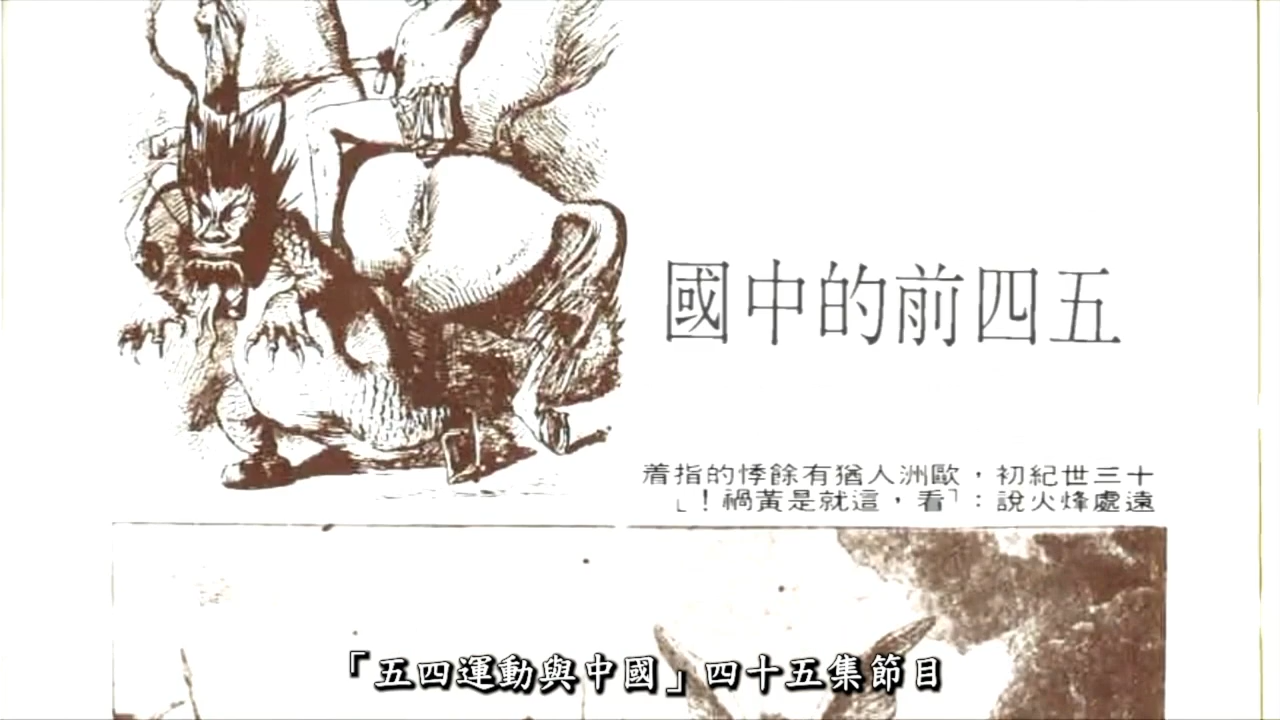 五四前的中國
十三世紀初，歐洲人猶有餘悸的指着
遠處烽火說：「看，這就是黃禍！」
「五四運動與中國」四十五集節目